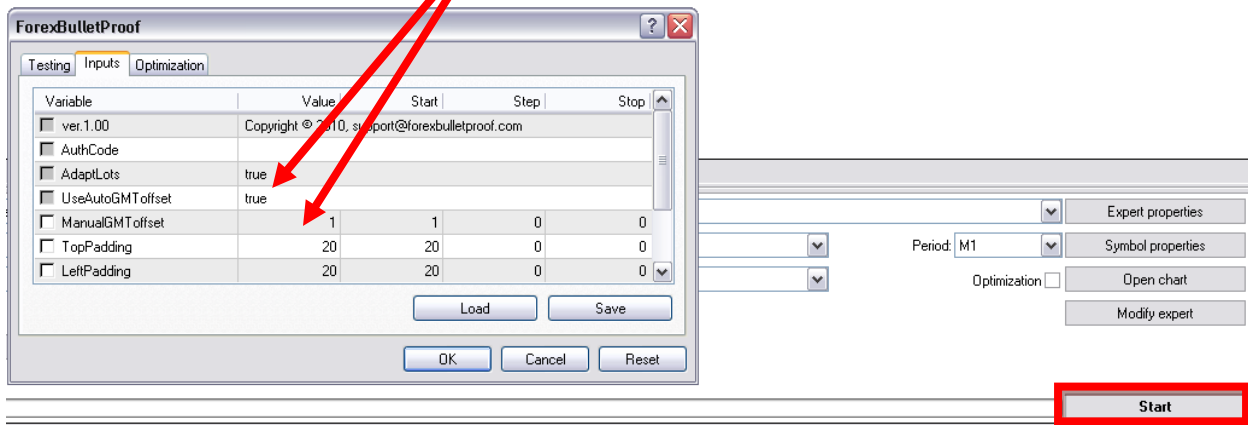 ForexBulletProof
Testing Inputs Optimization
Variable Value Start Step Stop
ver.1.00 Copyright © 2010, support@forexbulletproof.com
AuthCode
AdaptLots true
UseAutoGMToffset true
ManualGMToffset 1 1 0 0
TopPadding 20 20 0 0
LeftPadding 20 20 0 0
Load Save
OK Cancel Reset
Expert properties
Period: M1 Symbol properties
Optimization Open chart
Modify expert
Start